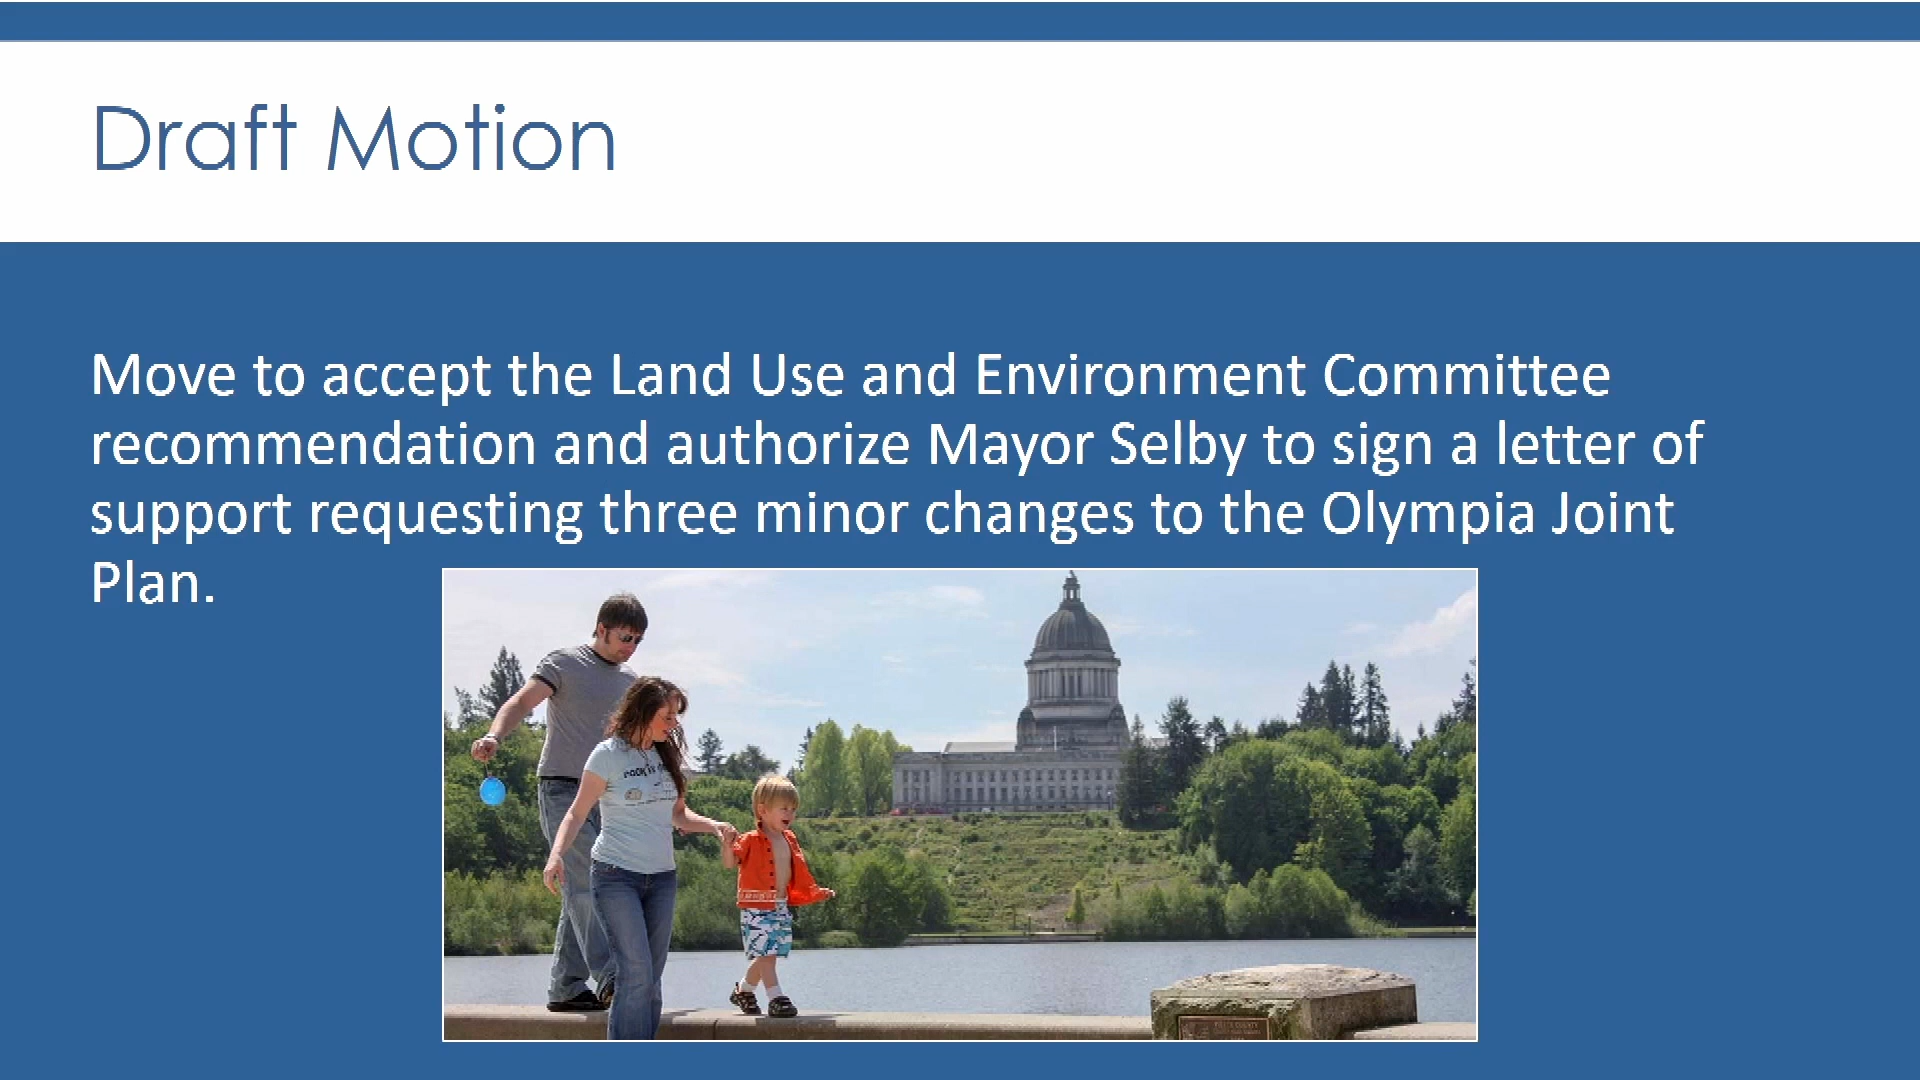 Draft Motion
Move to accept the Land Use and Environment Committee
recommendation and authorize Mayor Selby to sign a letter of
support requesting three minor changes to the Olympia Joint
Plan.